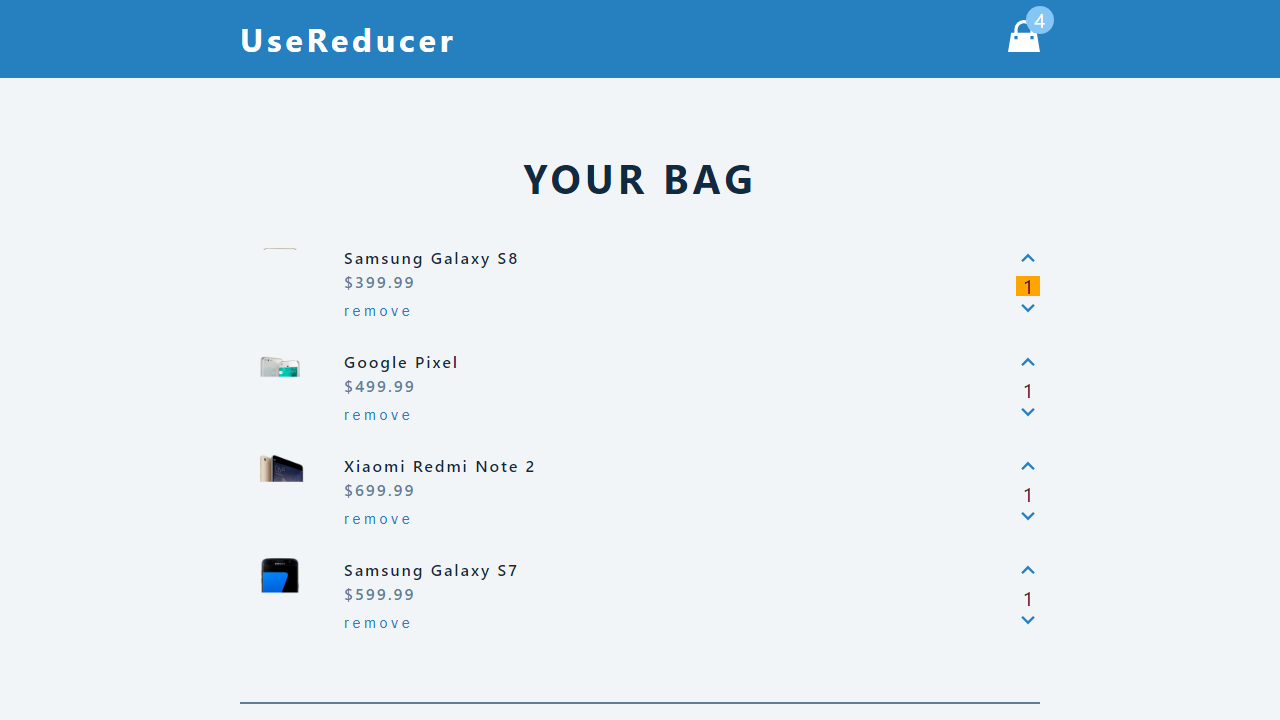 UseReducer
4
YOUR BAG
Samsung Galaxy S8
$399.99
remove
1
Google Pixel
$499.99
remove
1
Xiaomi Redmi Note 2
$699.99
remove
1
Samsung Galaxy S7
$599.99
remove
1